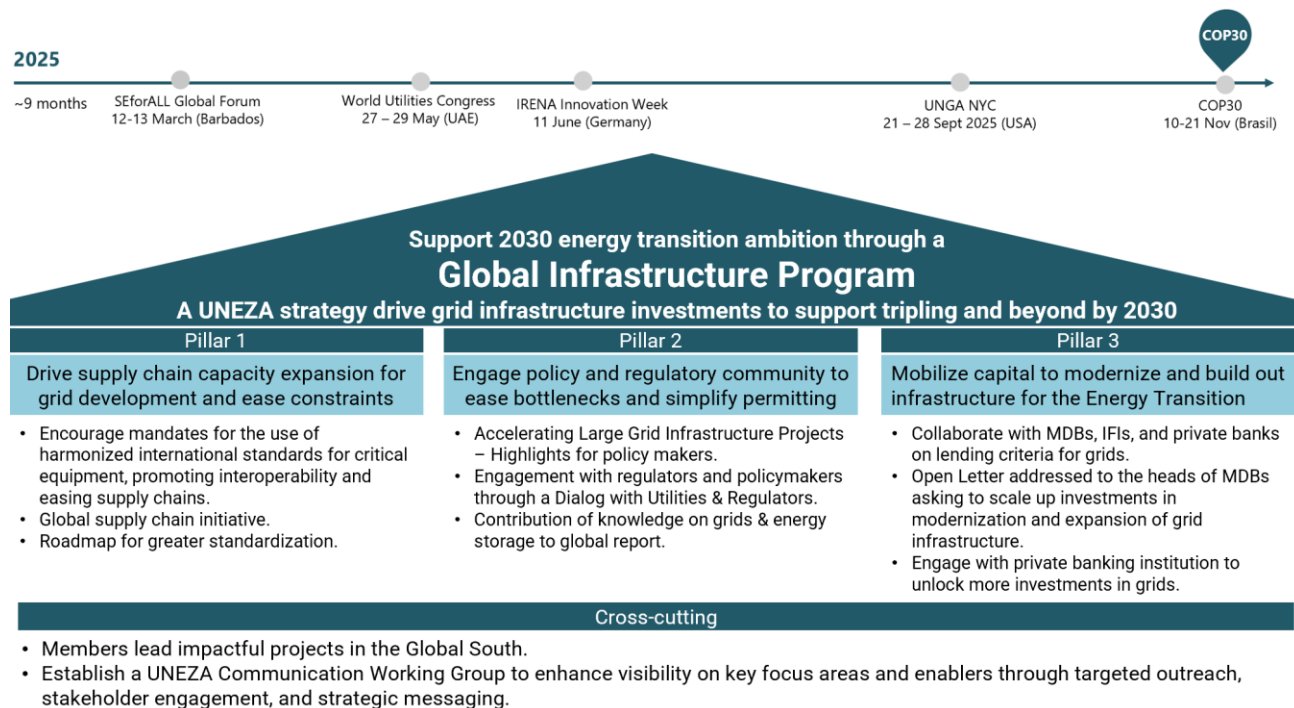 COP30
2025
~9 months
SEforALL Global Forum
12-13 March (Barbados)
World Utilities Congress
27 – 29 May (UAE)
IRENA Innovation Week
11 June (Germany)
UNGA NYC
21 – 28 Sept 2025 (USA)
COP30
10-21 Nov (Brasil)
Support 2030 energy transition ambition through a
Global Infrastructure Program
A UNEZA strategy drive grid infrastructure investments to support tripling and beyond by 2030
Pillar 1
Drive supply chain capacity expansion for
grid development and ease constraints
• Encourage mandates for the use of
harmonized international standards for critical
equipment, promoting interoperability and
easing supply chains.
• Global supply chain initiative.
• Roadmap for greater standardization.
Pillar 2
Engage policy and regulatory community to
ease bottlenecks and simplify permitting
• Accelerating Large Grid Infrastructure Projects
– Highlights for policy makers.
• Engagement with regulators and policymakers
through a Dialog with Utilities & Regulators.
• Contribution of knowledge on grids & energy
storage to global report.
Pillar 3
Mobilize capital to modernize and build out
infrastructure for the Energy Transition
• Collaborate with MDBs, IFIs, and private banks
on lending criteria for grids.
• Open Letter addressed to the heads of MDBs
asking to scale up investments in
modernization and expansion of grid
infrastructure.
• Engage with private banking institution to
unlock more investments in grids.
Cross-cutting
• Members lead impactful projects in the Global South.
• Establish a UNEZA Communication Working Group to enhance visibility on key focus areas and enablers through targeted outreach,
stakeholder engagement, and strategic messaging.